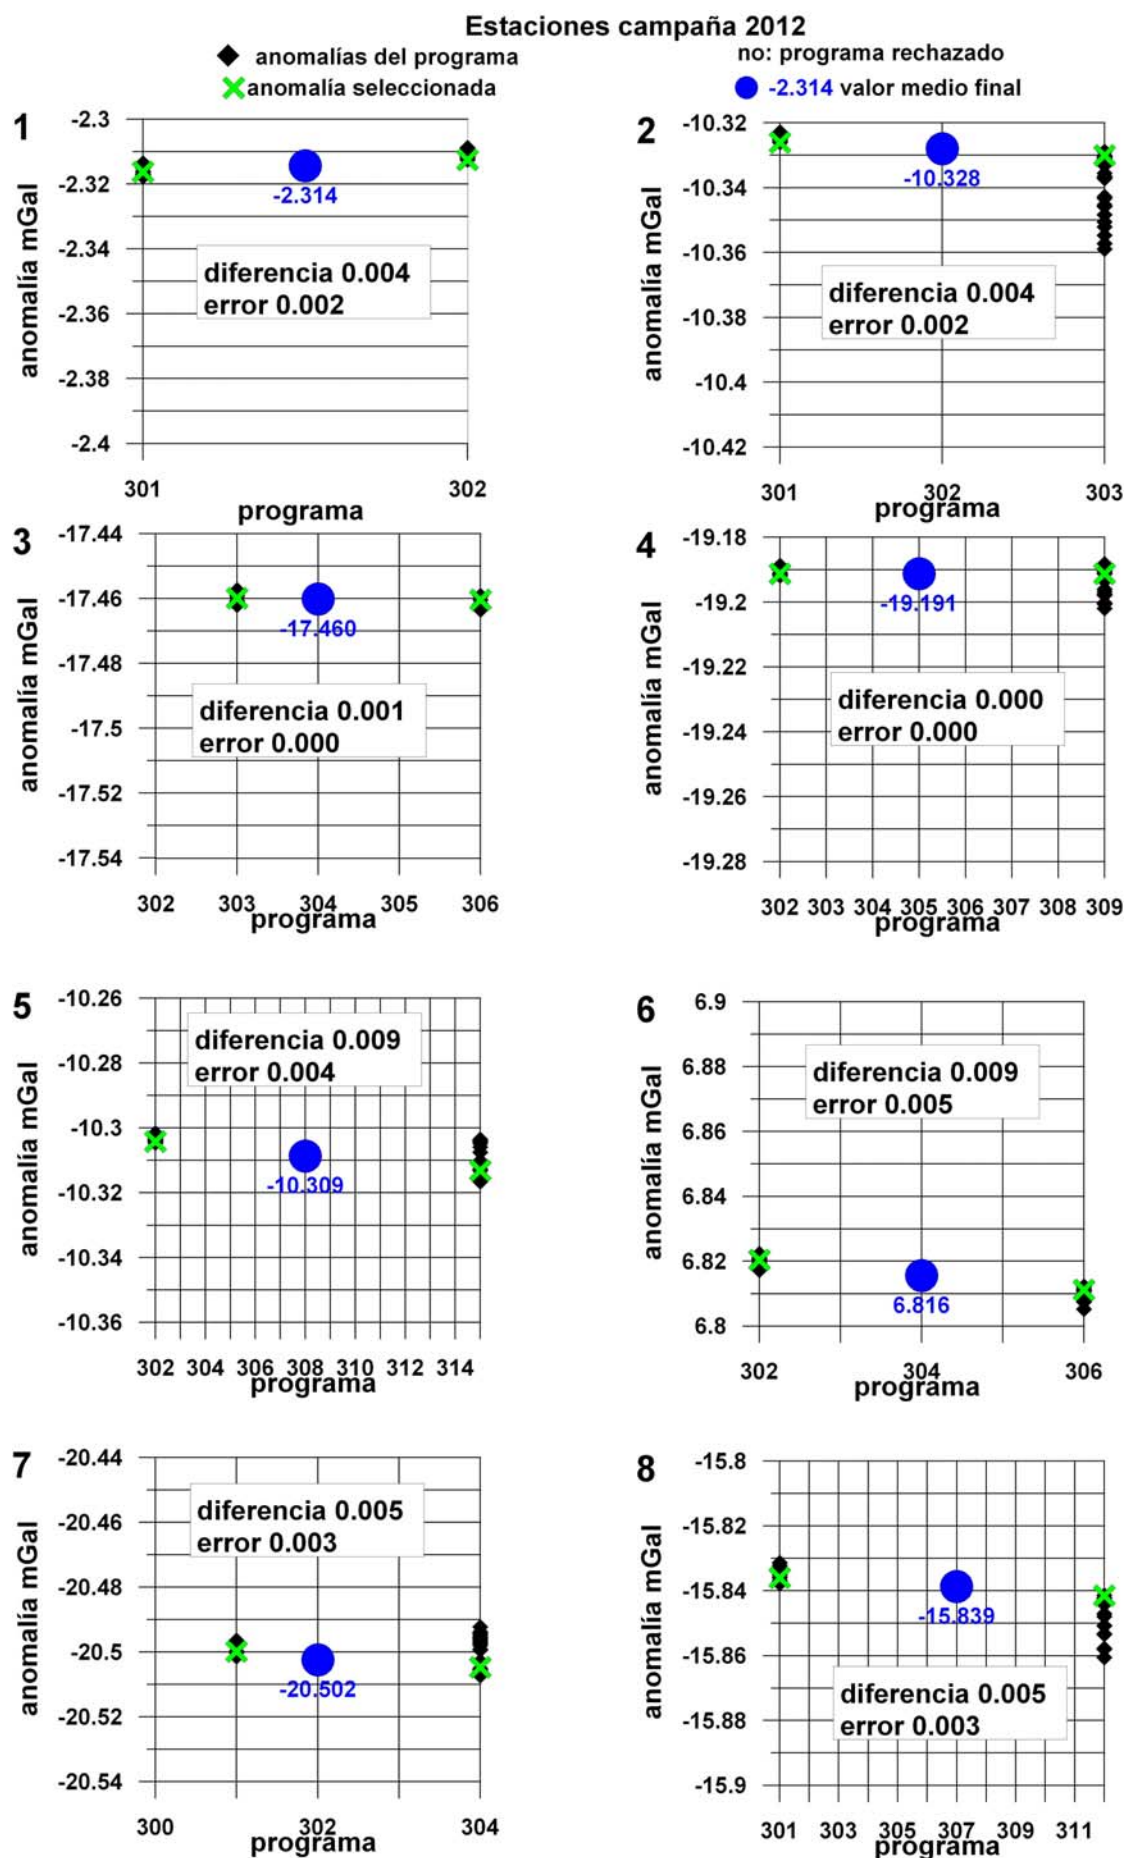 Estaciones campaña 2012
anomalías del programa
no: programa rechazado
anomalía seleccionada
-2.314 valor medio final
1
anomalía mGal
-2.3
-2.32
-2.34
-2.36
-2.38
-2.4
-2.314
diferencia 0.004
error 0.002
301
302
programa
2
anomalía mGal
-10.32
-10.34
-10.36
-10.38
-10.4
-10.42
-10.328
diferencia 0.004
error 0.002
301
302
303
programa
3
anomalía mGal
-17.44
-17.46
-17.48
-17.5
-17.52
-17.54
-17.460
diferencia 0.001
error 0.000
302 303 304 305 306
programa
4
anomalía mGal
-19.18
-19.2
-19.22
-19.24
-19.26
-19.28
-19.191
diferencia 0.000
error 0.000
302 303 304 305 306 307 308 309
programa
5
anomalía mGal
-10.26
-10.28
-10.3
-10.32
-10.34
-10.36
diferencia 0.009
error 0.004
-10.309
302 304 306 308 310 312 314
programa
6
anomalía mGal
6.9
6.88
6.86
6.84
6.82
6.8
diferencia 0.009
error 0.005
6.816
302
304
306
programa
7
anomalía mGal
-20.44
-20.46
-20.48
-20.5
-20.52
-20.54
diferencia 0.005
error 0.003
-20.502
300
302
304
programa
8
anomalía mGal
-15.8
-15.82
-15.84
-15.86
-15.88
-15.9
-15.839
diferencia 0.005
error 0.003
301 303 305 307 309 311
programa